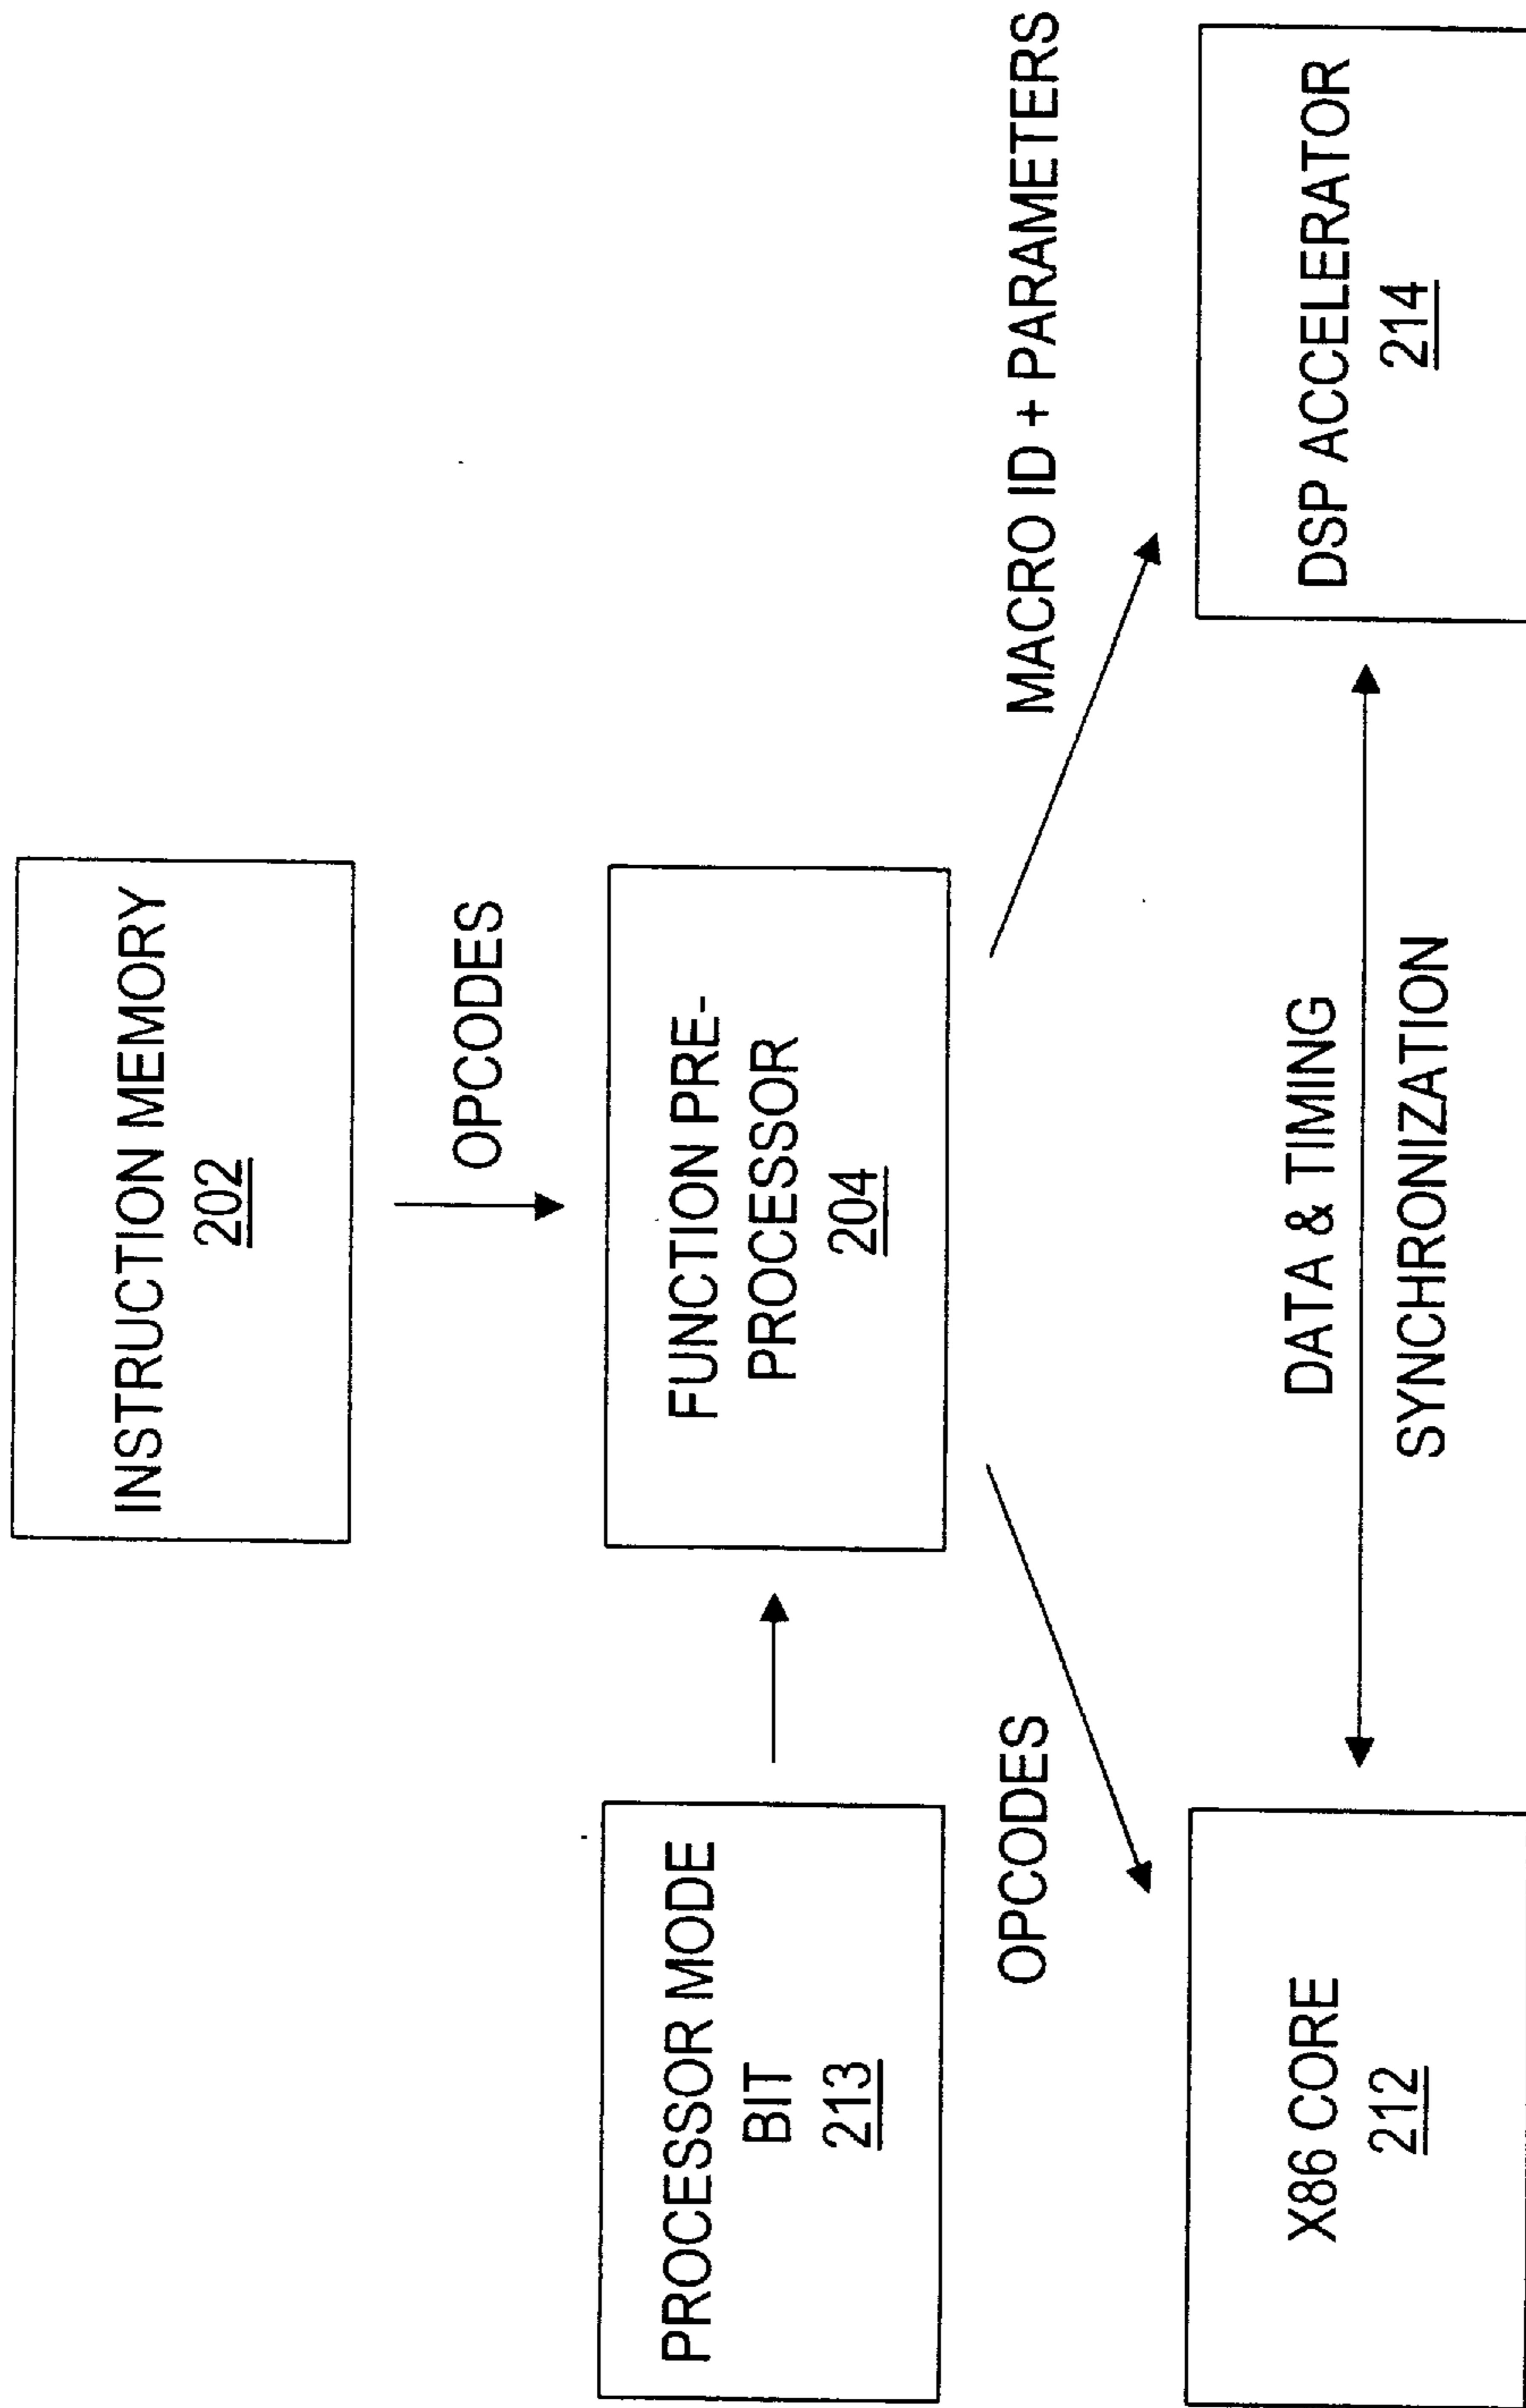 INSTRUCTION MEMORY
202
OPCODES
PROCESSOR MODE
BIT
213
FUNCTION PRE-
PROCESSOR
204
OPCODES
MACRO ID + PARAMETERS
X86 CORE
212
DATA & TIMING
SYNCHRONIZATION
DSP ACCELERATOR
214